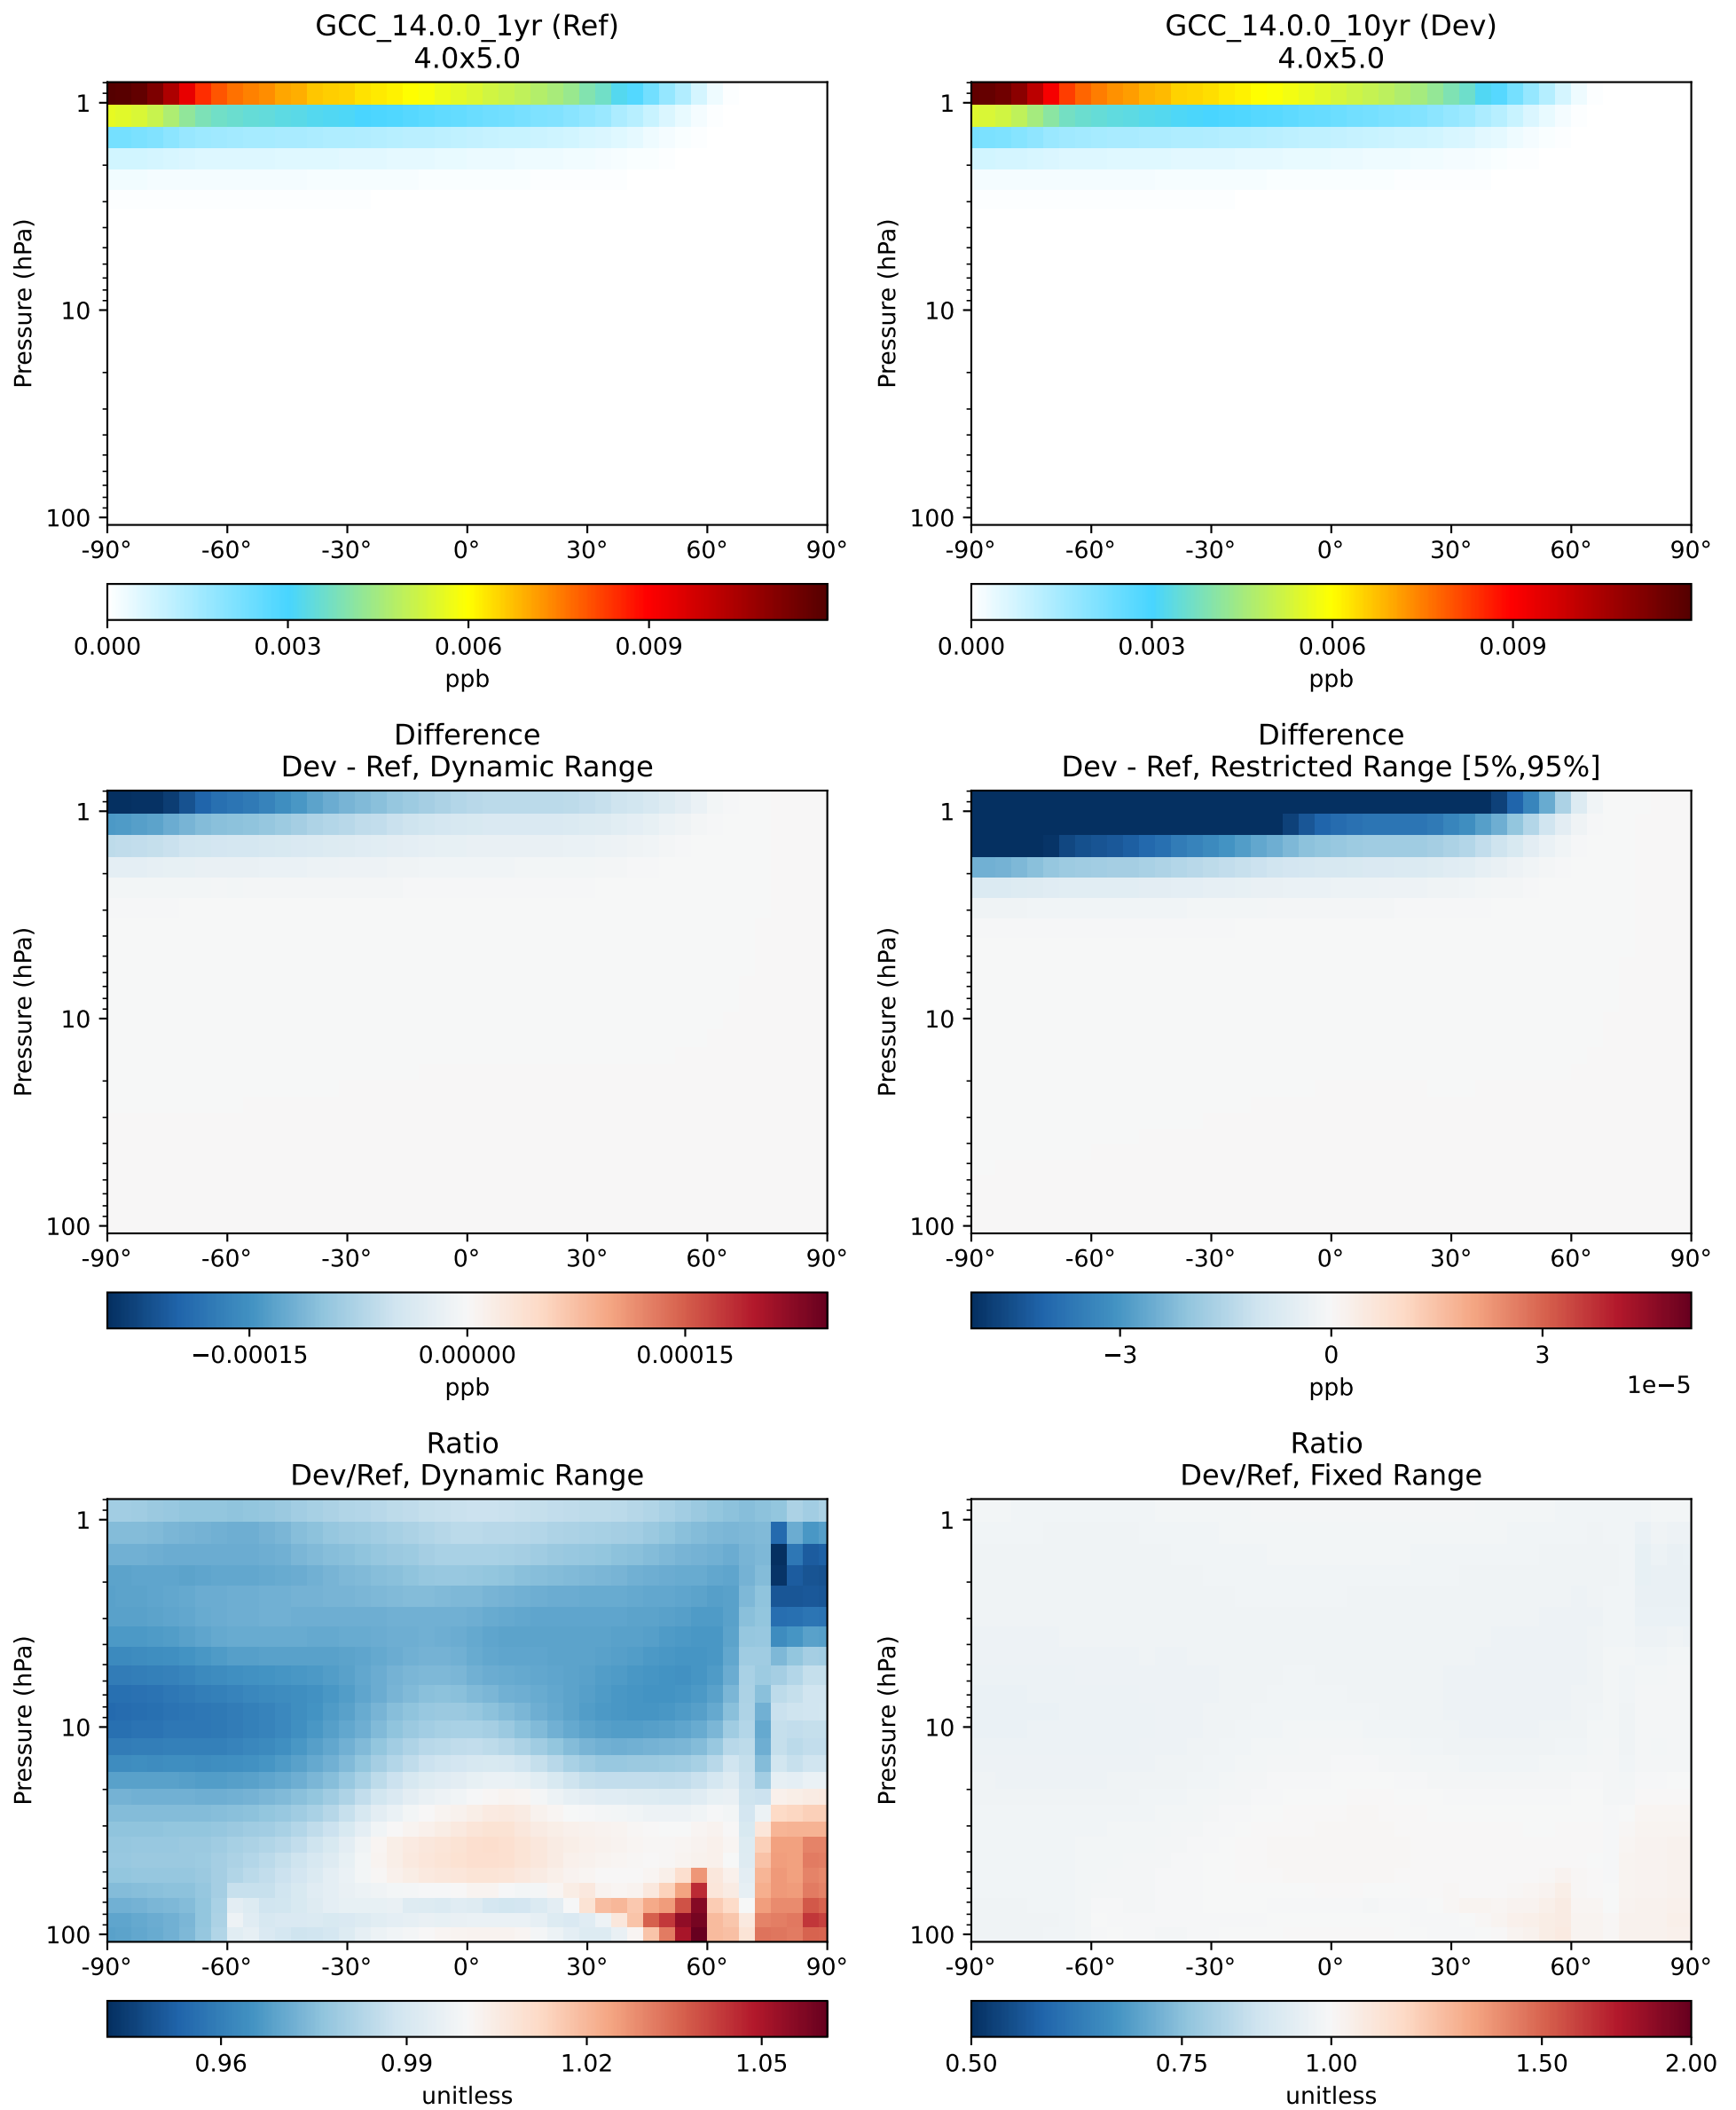 GCC_14.0.0_1yr (Ref)
4.0x5.0
Pressure (hPa)
1
10
100
-90° -60° -30° 0° 30° 60° 90°
0.000 0.003 0.006 0.009
ppb
GCC_14.0.0_10yr (Dev)
4.0x5.0
Pressure (hPa)
1
10
100
-90° -60° -30° 0° 30° 60° 90°
0.000 0.003 0.006 0.009
ppb
Difference
Dev - Ref, Dynamic Range
Pressure (hPa)
1
10
100
-90° -60° -30° 0° 30° 60° 90°
−0.00015 0.00000 0.00015
ppb
Difference
Dev - Ref, Restricted Range [5%,95%]
Pressure (hPa)
1
10
100
-90° -60° -30° 0° 30° 60° 90°
−3 0 3
1e−5
ppb
Ratio
Dev/Ref, Dynamic Range
Pressure (hPa)
1
10
100
-90° -60° -30° 0° 30° 60° 90°
0.96 0.99 1.02 1.05
unitless
Ratio
Dev/Ref, Fixed Range
Pressure (hPa)
1
10
100
-90° -60° -30° 0° 30° 60° 90°
0.50 0.75 1.00 1.50 2.00
unitless